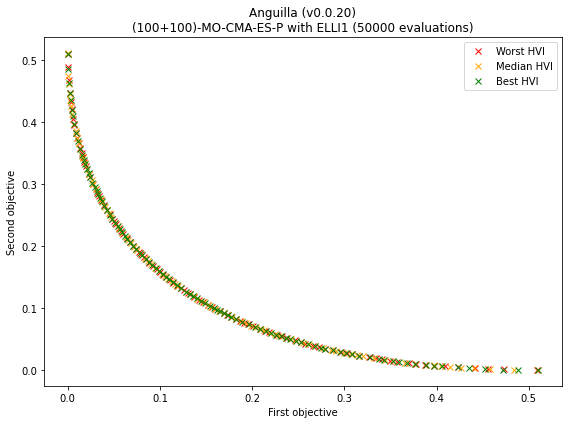 Anguilla (v0.0.20)
(100+100)-MO-CMA-ES-P with ELLI1 (50000 evaluations)
Worst HVI
Median HVI
Best HVI
Second objective
0.5
0.4
0.3
0.2
0.1
0.0
0.0 0.1 0.2 0.3 0.4 0.5
First objective